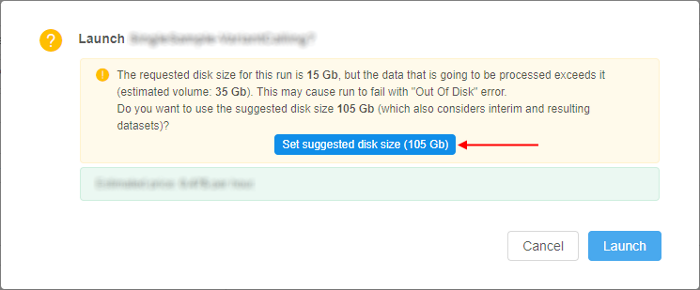 Launch
The requested disk size for this run is 15 Gb, but the data that is going to be processed exceeds it
(estimated volume: 35 Gb). This may cause run to fail with "Out Of Disk" error.
Do you want to use the suggested disk size 105 Gb (which also considers interim and resulting
datasets)?
Set suggested disk size (105 Gb)
Cancel
Launch